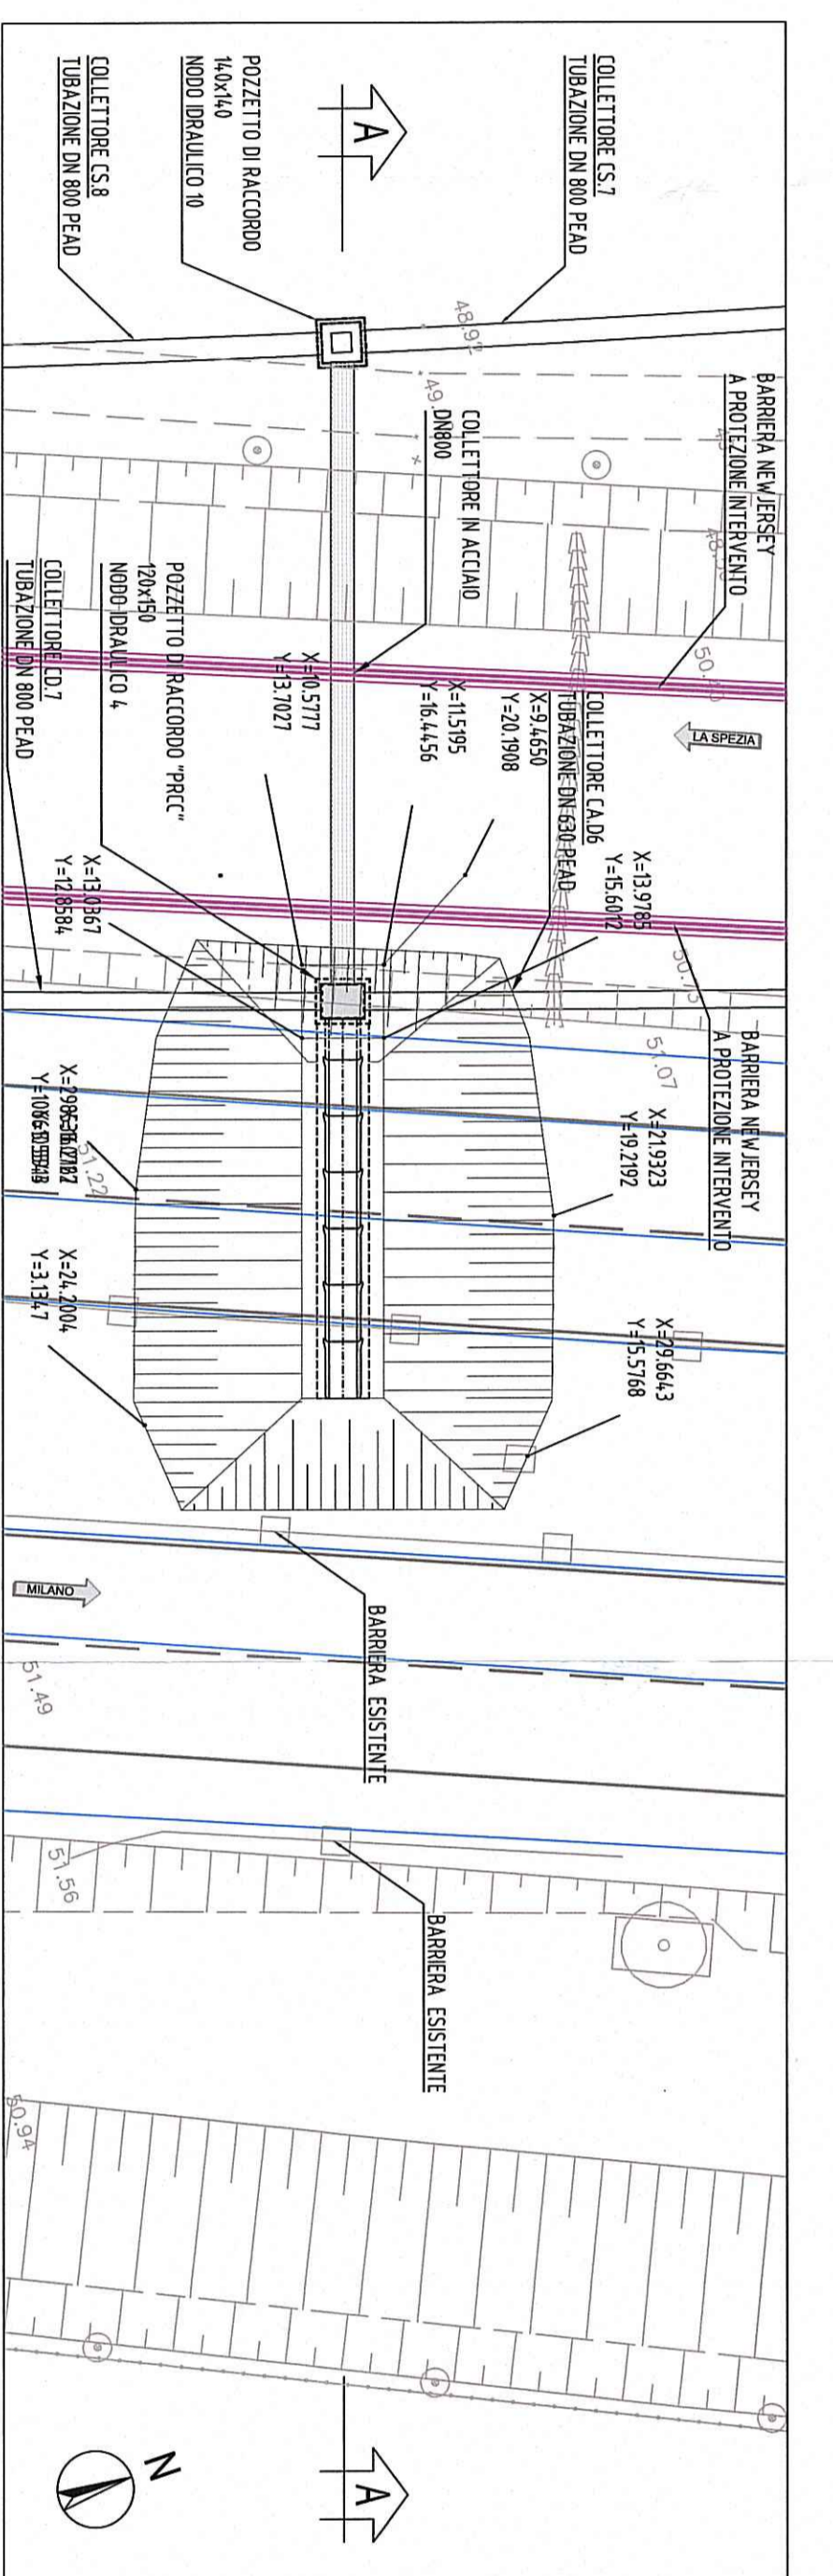 COLLETTORE CS.7
TUBAZIONE DN 800 PEAD
A
POZZETTO DI RACCORDO
140x140
NODO IDRAULICO 10
COLLETTORE CS.8
TUBAZIONE DN 800 PEAD
48.92
BARRIERA NEWJERSEY
A PROTEZIONE INTERVENTO
COLLETTORE IN ACCIAIO
DN800
LA SPEZIA
COLLETTORE CA.D6
TUBAZIONE DN 630 PEAD
X=9.4650
Y=20.1908
X=11.5195
Y=16.4456
X=10.5777
Y=13.7027
POZZETTO DI RACCORDO "PRCC"
120x150
NODO IDRAULICO 4
COLLETTORE CD.7
TUBAZIONE DN 800 PEAD
X=13.9785
Y=15.6012
X=13.0367
Y=12.8584
50.75
51.07
BARRIERA NEWJERSEY
A PROTEZIONE INTERVENTO
X=21.9323
Y=19.2192
51.22
X=24.2004
Y=3.1347
X=29.6643
Y=15.5768
MILANO
BARRIERA ESISTENTE
51.49
BARRIERA ESISTENTE
51.56
50.94
A
N